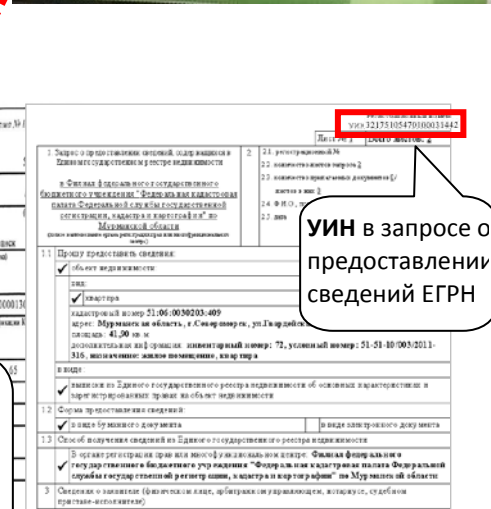 УИН 32175105470100031442
Лист № 1 Всего листов: 2
1. Запрос о предоставлении сведений, содержащихся в
Едином государственном реестре недвижимости
в Филиал федерального государственного
бюджетного учреждения "Федеральная кадастровая
палата Федеральной службы государственной
регистрации, кадастра и картографии" по
Мурманской области
2
2.1. регистрационный №
2.2. количество листов запроса 2
2.3. количество прилагаемых документов 0/
листов в них 0
2.4. Ф.И.О.
2.5. дата
УИН в запросе о
предоставлении
сведений ЕГРН
1.1 Прошу предоставить сведения:
✓ объект недвижимости
вид:
✓ квартира
кадастровый номер 51:06:0030203:409
адрес: Мурманская область, г.Североморск, ул.Гвардейск
площадь: 41,90 кв. м
дополнительная информация: инвентарный номер: 72, условный номер: 51-51-10/003/2011-
316, назначение: жилое помещение, квартира
в виде:
✓ выписки из Единого государственного реестра недвижимости об основных характеристиках и
зарегистрированных правах на объект недвижимости
1.2 Форма предоставления сведений:
✓ в виде бумажного документа в виде электронного документа
1.3 Способ получения сведений из Единого государственного реестра недвижимости
✓ В органе регистрации прав или многофункциональном центре: Филиал федерального
государственного бюджетного учреждения "Федеральная кадастровая палата Федеральной
службы государственной регистрации, кадастра и картографии" по Мурманской области
3 Сведения о заявителе (физическом лице, арбитражном управляющем, нотариусе, судебном
приставе-исполнителе)